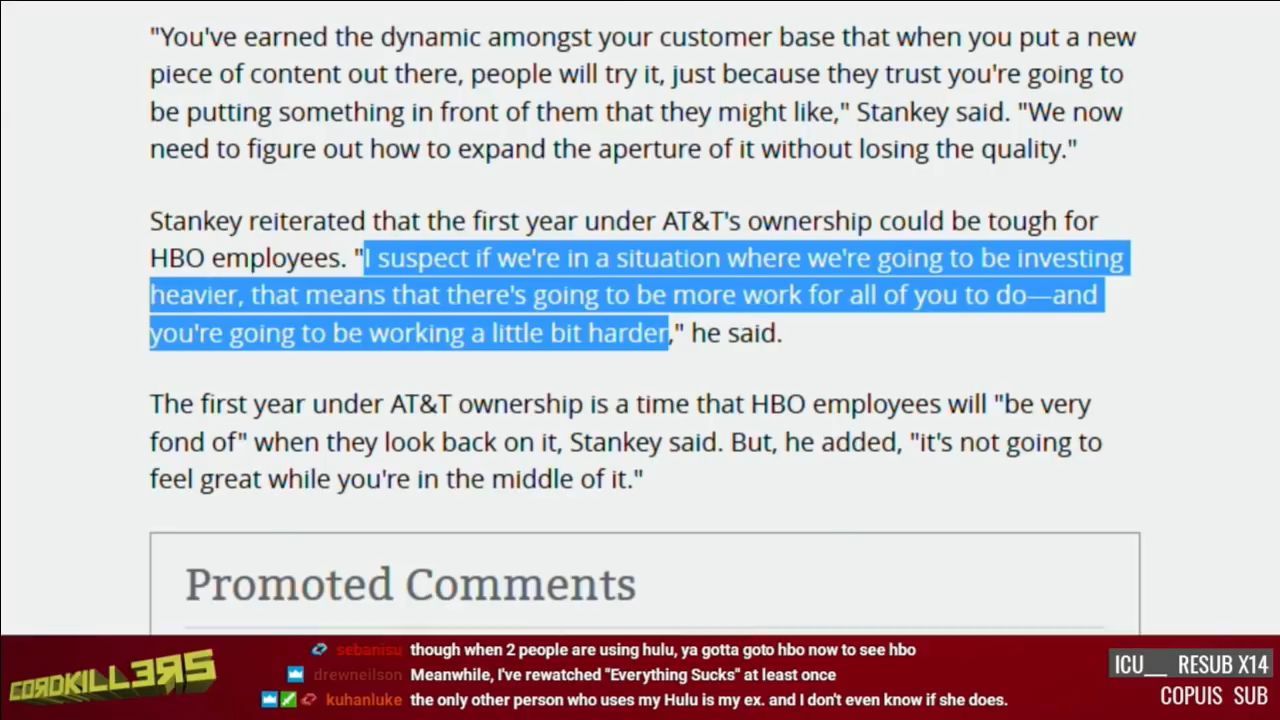 "You've earned the dynamic amongst your customer base that when you put a new
piece of content out there, people will try it, just because they trust you're going to
be putting something in front of them that they might like," Stankey said. "We now
need to figure out how to expand the aperture of it without losing the quality."
Stankey reiterated that the first year under AT&T's ownership could be tough for
HBO employees. "I suspect if we're in a situation where we're going to be investing
heavier, that means that there's going to be more work for all of you to do—and
you're going to be working a little bit harder," he said.
The first year under AT&T ownership is a time that HBO employees will "be very
fond of" when they look back on it, Stankey said. But, he added, "it's not going to
feel great while you're in the middle of it."
Promoted Comments
CORDKILLERS
sebanisu though when 2 people are using hulu, ya gotta goto hbo now to see hbo
drewneilson Meanwhile, I've rewatched "Everything Sucks" at least once
kuhanluke the only other person who uses my Hulu is my ex. and I don't even know if she does.
ICU__ RESUB X14
COPUIS SUB